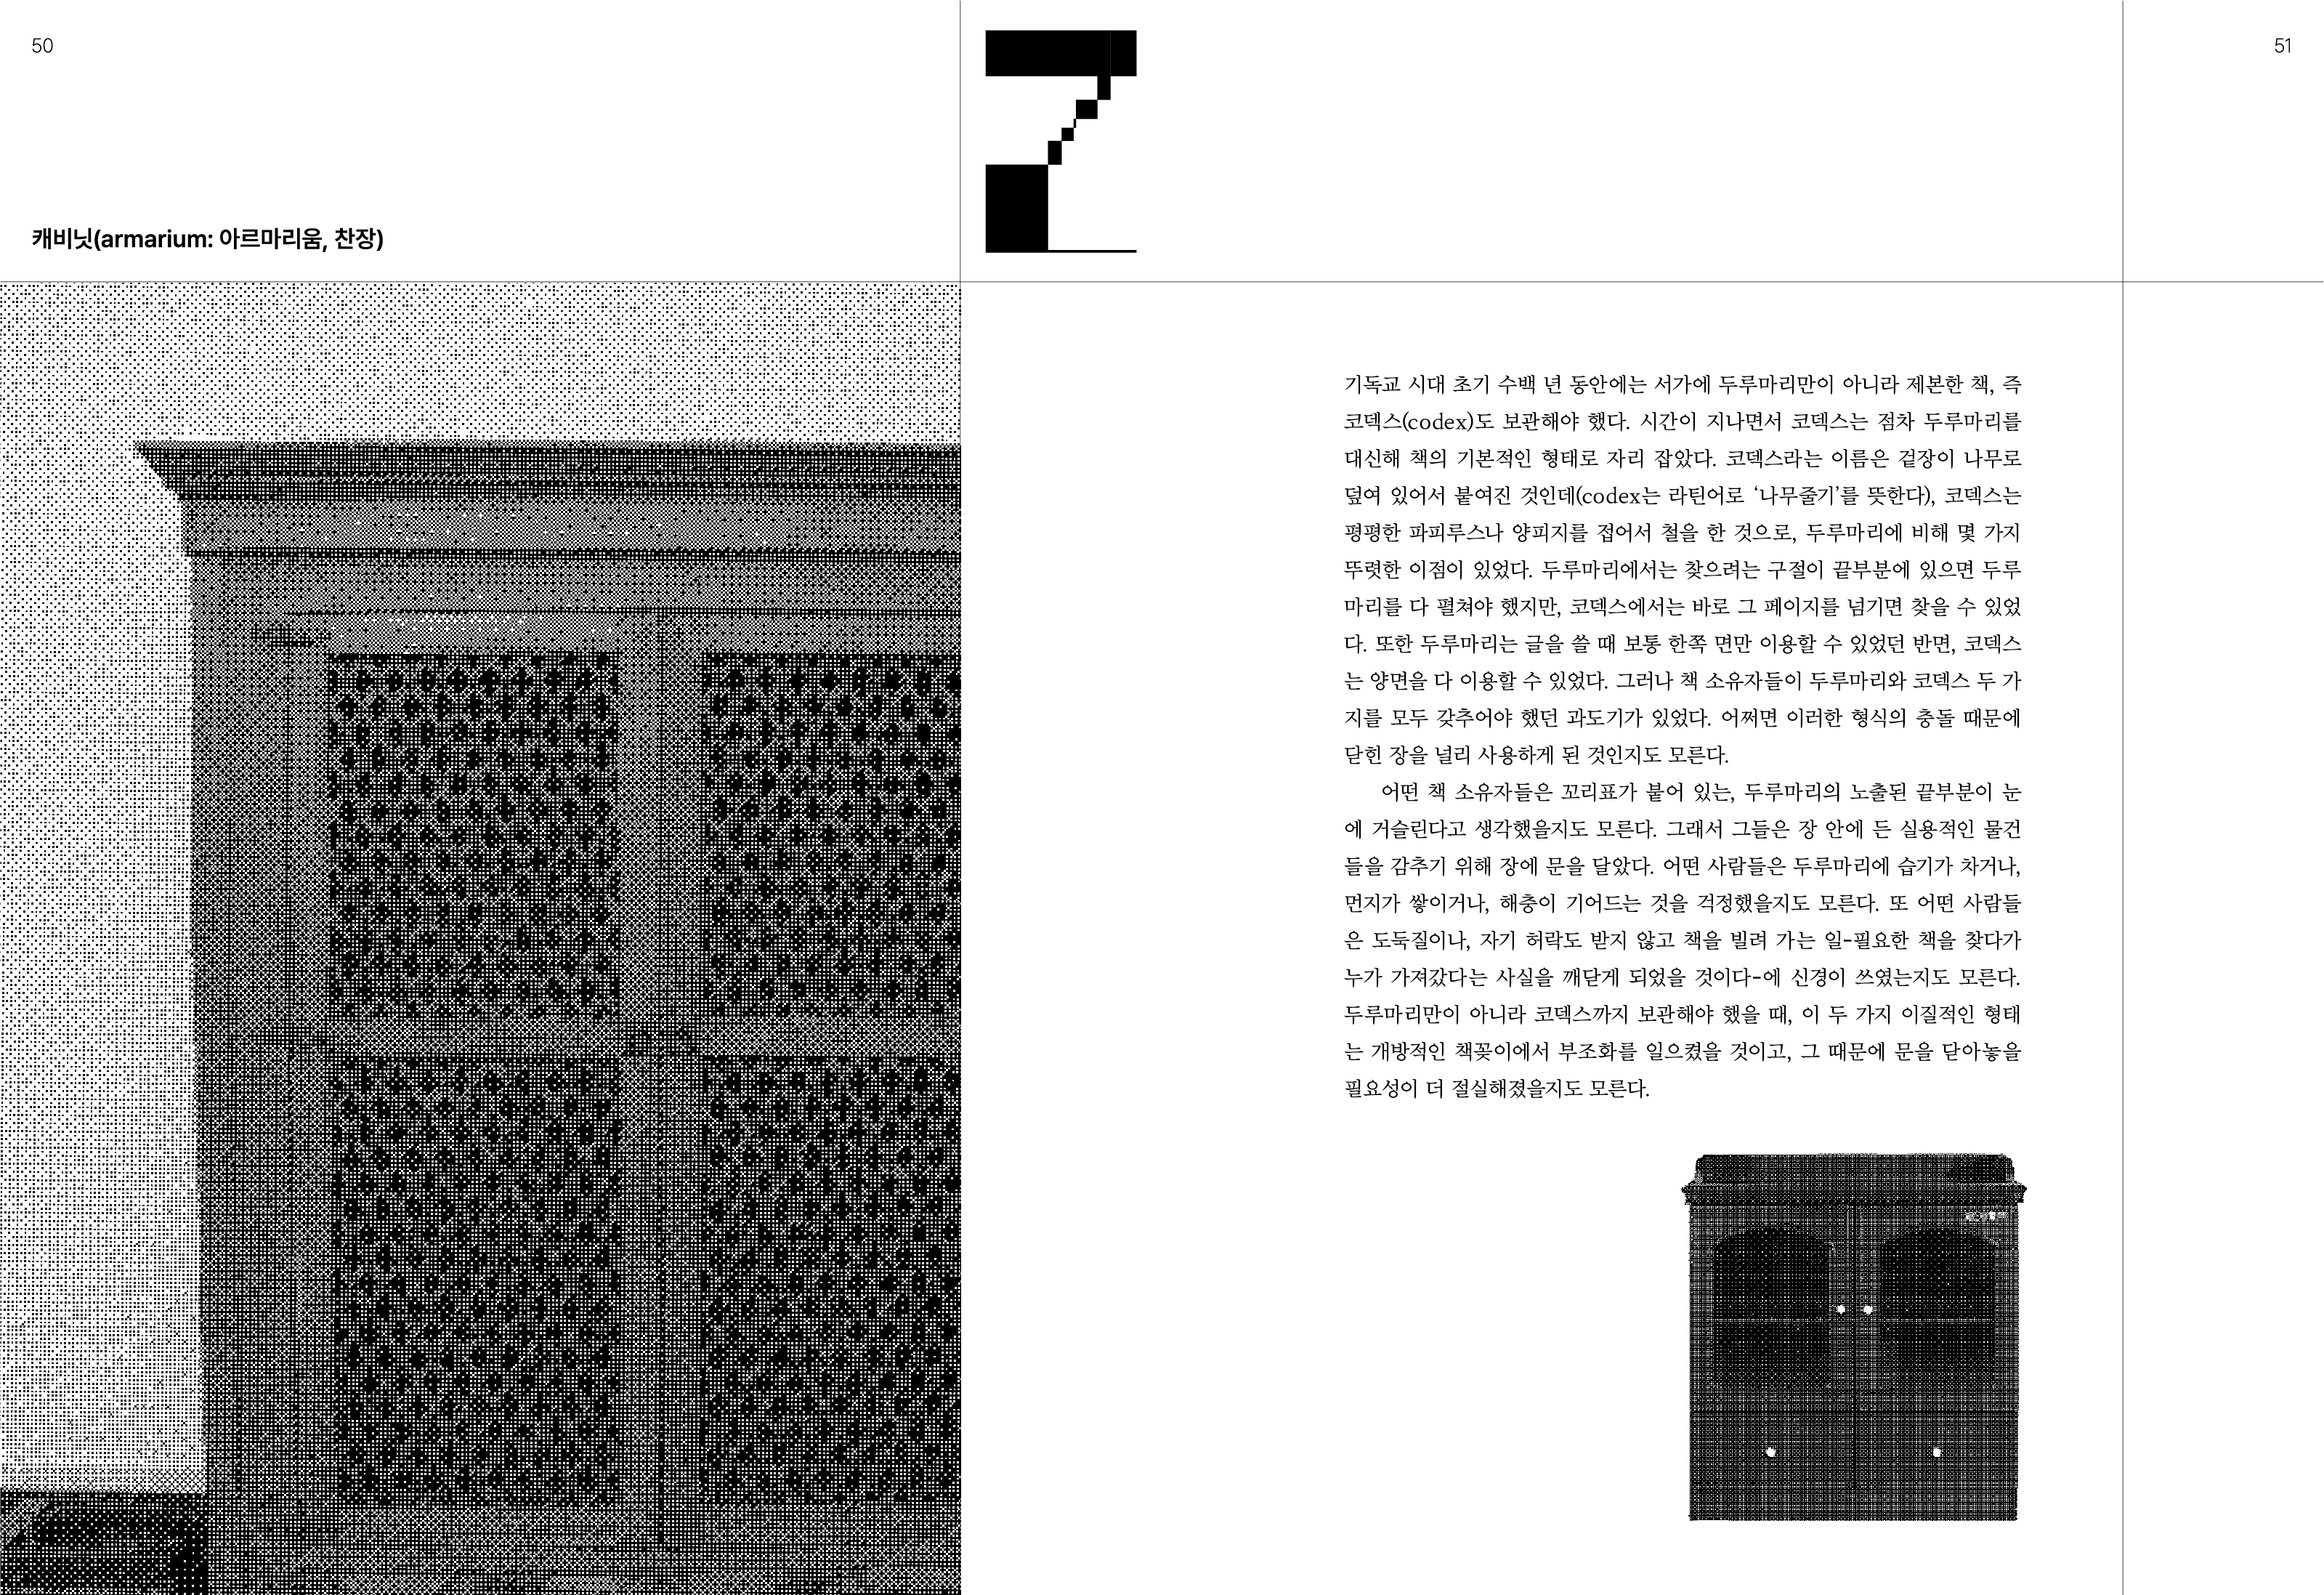 50
캐비닛(armarium: 아르마리움, 찬장)
51
기독교 시대 초기 수백 년 동안에는 서가에 두루마리만이 아니라 제본한 책, 즉
코덱스(codex)도 보관해야 했다. 시간이 지나면서 코덱스는 점차 두루마리를
대신해 책의 기본적인 형태로 자리 잡았다. 코덱스라는 이름은 겉장이 나무로
덮여 있어서 붙여진 것인데(codex는 라틴어로 ‘나무줄기’를 뜻한다), 코덱스는
평평한 파피루스나 양피지를 접어서 철을 한 것으로, 두루마리에 비해 몇 가지
뚜렷한 이점이 있었다. 두루마리에서는 찾으려는 구절이 끝부분에 있으면 두루
마리를 다 펼쳐야 했지만, 코덱스에서는 바로 그 페이지를 넘기면 찾을 수 있었
다. 또한 두루마리는 글을 쓸 때 보통 한쪽 면만 이용할 수 있었던 반면, 코덱스
는 양면을 다 이용할 수 있었다. 그러나 책 소유자들이 두루마리와 코덱스 두 가
지를 모두 갖추어야 했던 과도기가 있었다. 어쩌면 이러한 형식의 충돌 때문에
닫힌 장을 널리 사용하게 된 것인지도 모른다.
어떤 책 소유자들은 꼬리표가 붙어 있는, 두루마리의 노출된 끝부분이 눈
에 거슬린다고 생각했을지도 모른다. 그래서 그들은 장 안에 든 실용적인 물건
들을 감추기 위해 장에 문을 달았다. 어떤 사람들은 두루마리에 습기가 차거나,
먼지가 쌓이거나, 해충이 기어드는 것을 걱정했을지도 모른다. 또 어떤 사람들
은 도둑질이나, 자기 허락도 받지 않고 책을 빌려 가는 일-필요한 책을 찾다가
누가 가져갔다는 사실을 깨닫게 되었을 것이다-에 신경이 쓰였는지도 모른다.
두루마리만이 아니라 코덱스까지 보관해야 했을 때, 이 두 가지 이질적인 형태
는 개방적인 책꽂이에서 부조화를 일으켰을 것이고, 그 때문에 문을 닫아놓을
필요성이 더 절실해졌을지도 모른다.